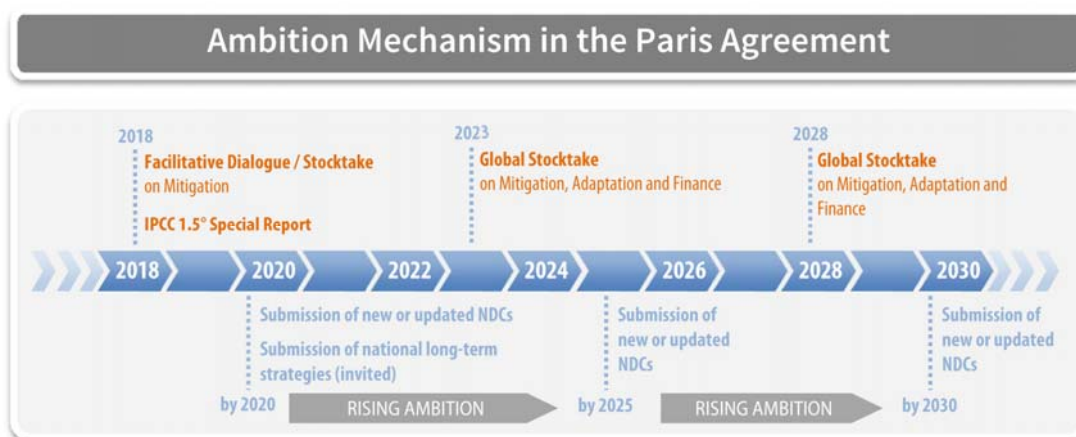 Ambition Mechanism in the Paris Agreement
2018
Facilitative Dialogue / Stocktake
on Mitigation
IPCC 1.5° Special Report
2023
Global Stocktake
on Mitigation, Adaptation and Finance
2028
Global Stocktake
on Mitigation, Adaptation and
Finance
2018
2020
2022
2024
2026
2028
2030
Submission of new or updated NDCs
Submission of national long-term
strategies (invited)
by 2020
RISING AMBITION
Submission of
new or updated
NDCs
by 2025
RISING AMBITION
Submission of
new or updated
NDCs
by 2030